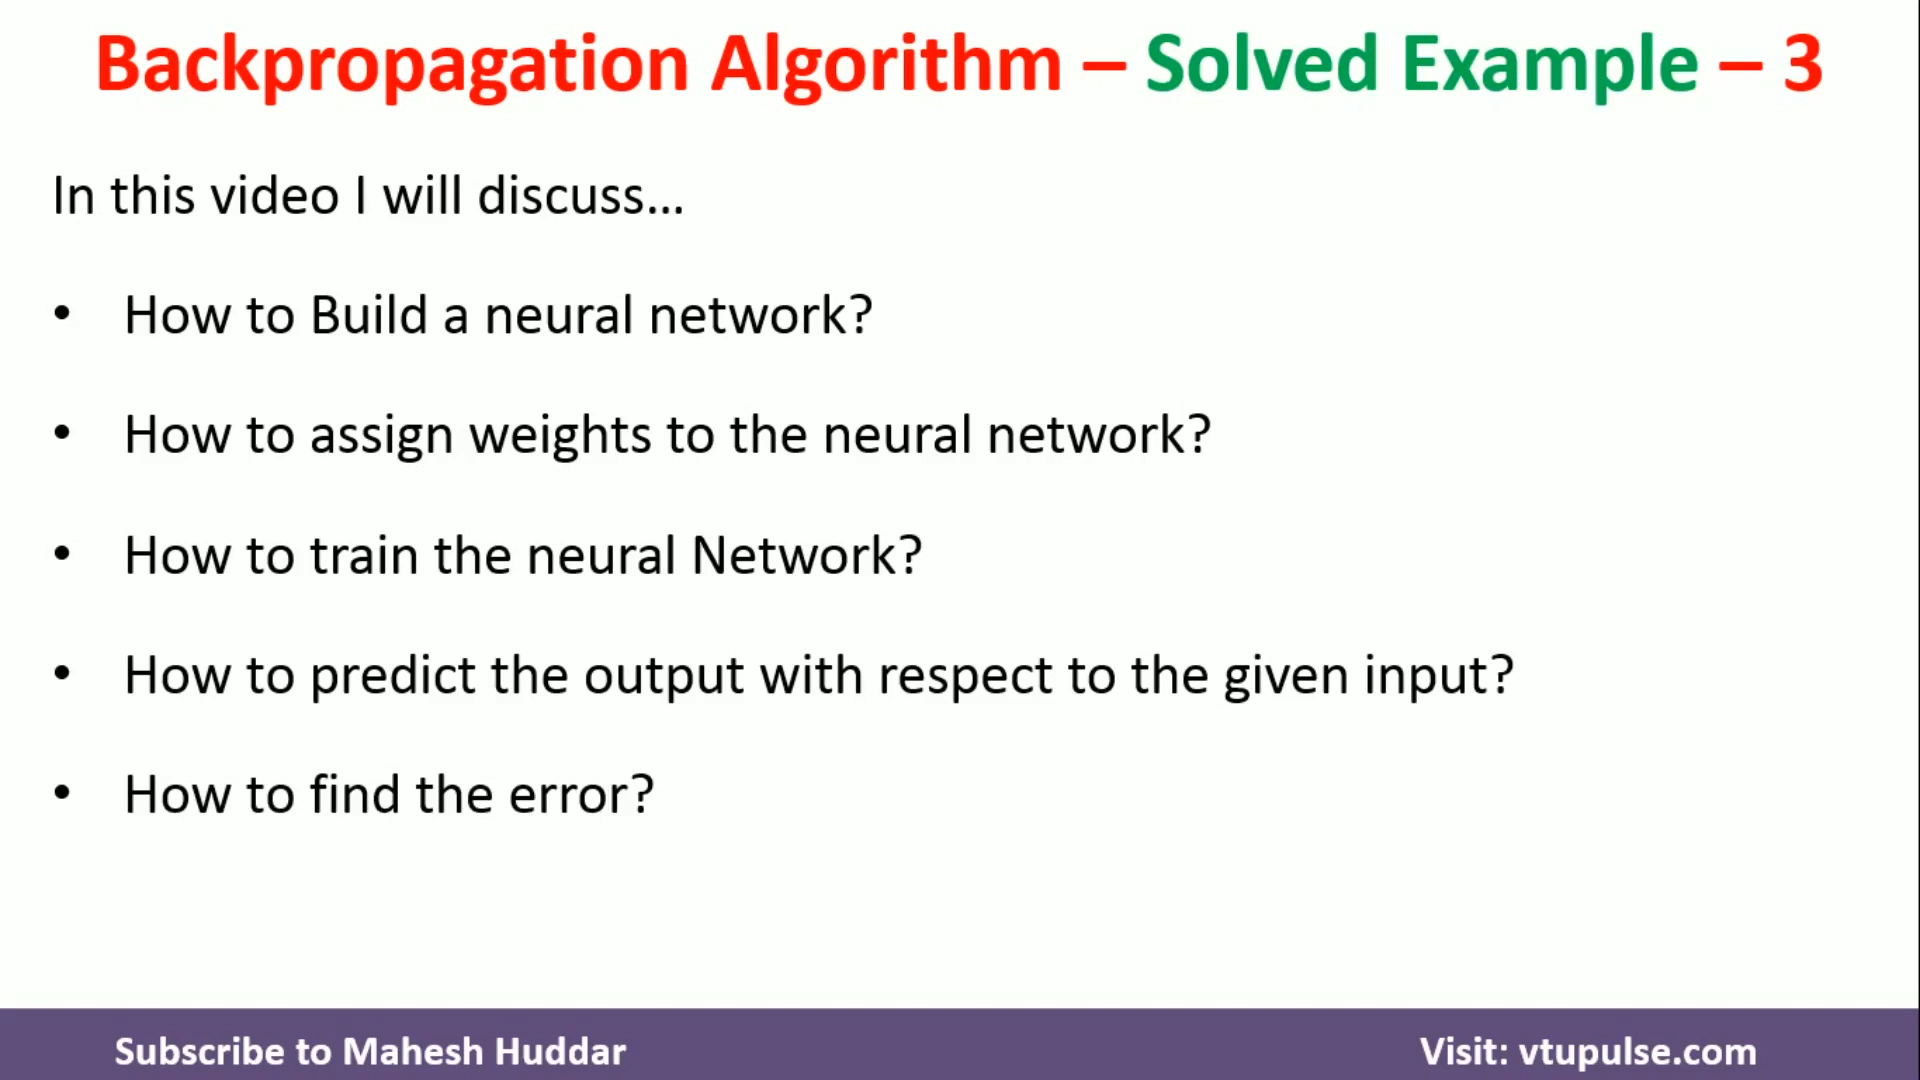 Backpropagation Algorithm – Solved Example – 3
In this video I will discuss...
• How to Build a neural network?
• How to assign weights to the neural network?
• How to train the neural Network?
• How to predict the output with respect to the given input?
• How to find the error?
Subscribe to Mahesh Huddar
Visit: vtupulse.com